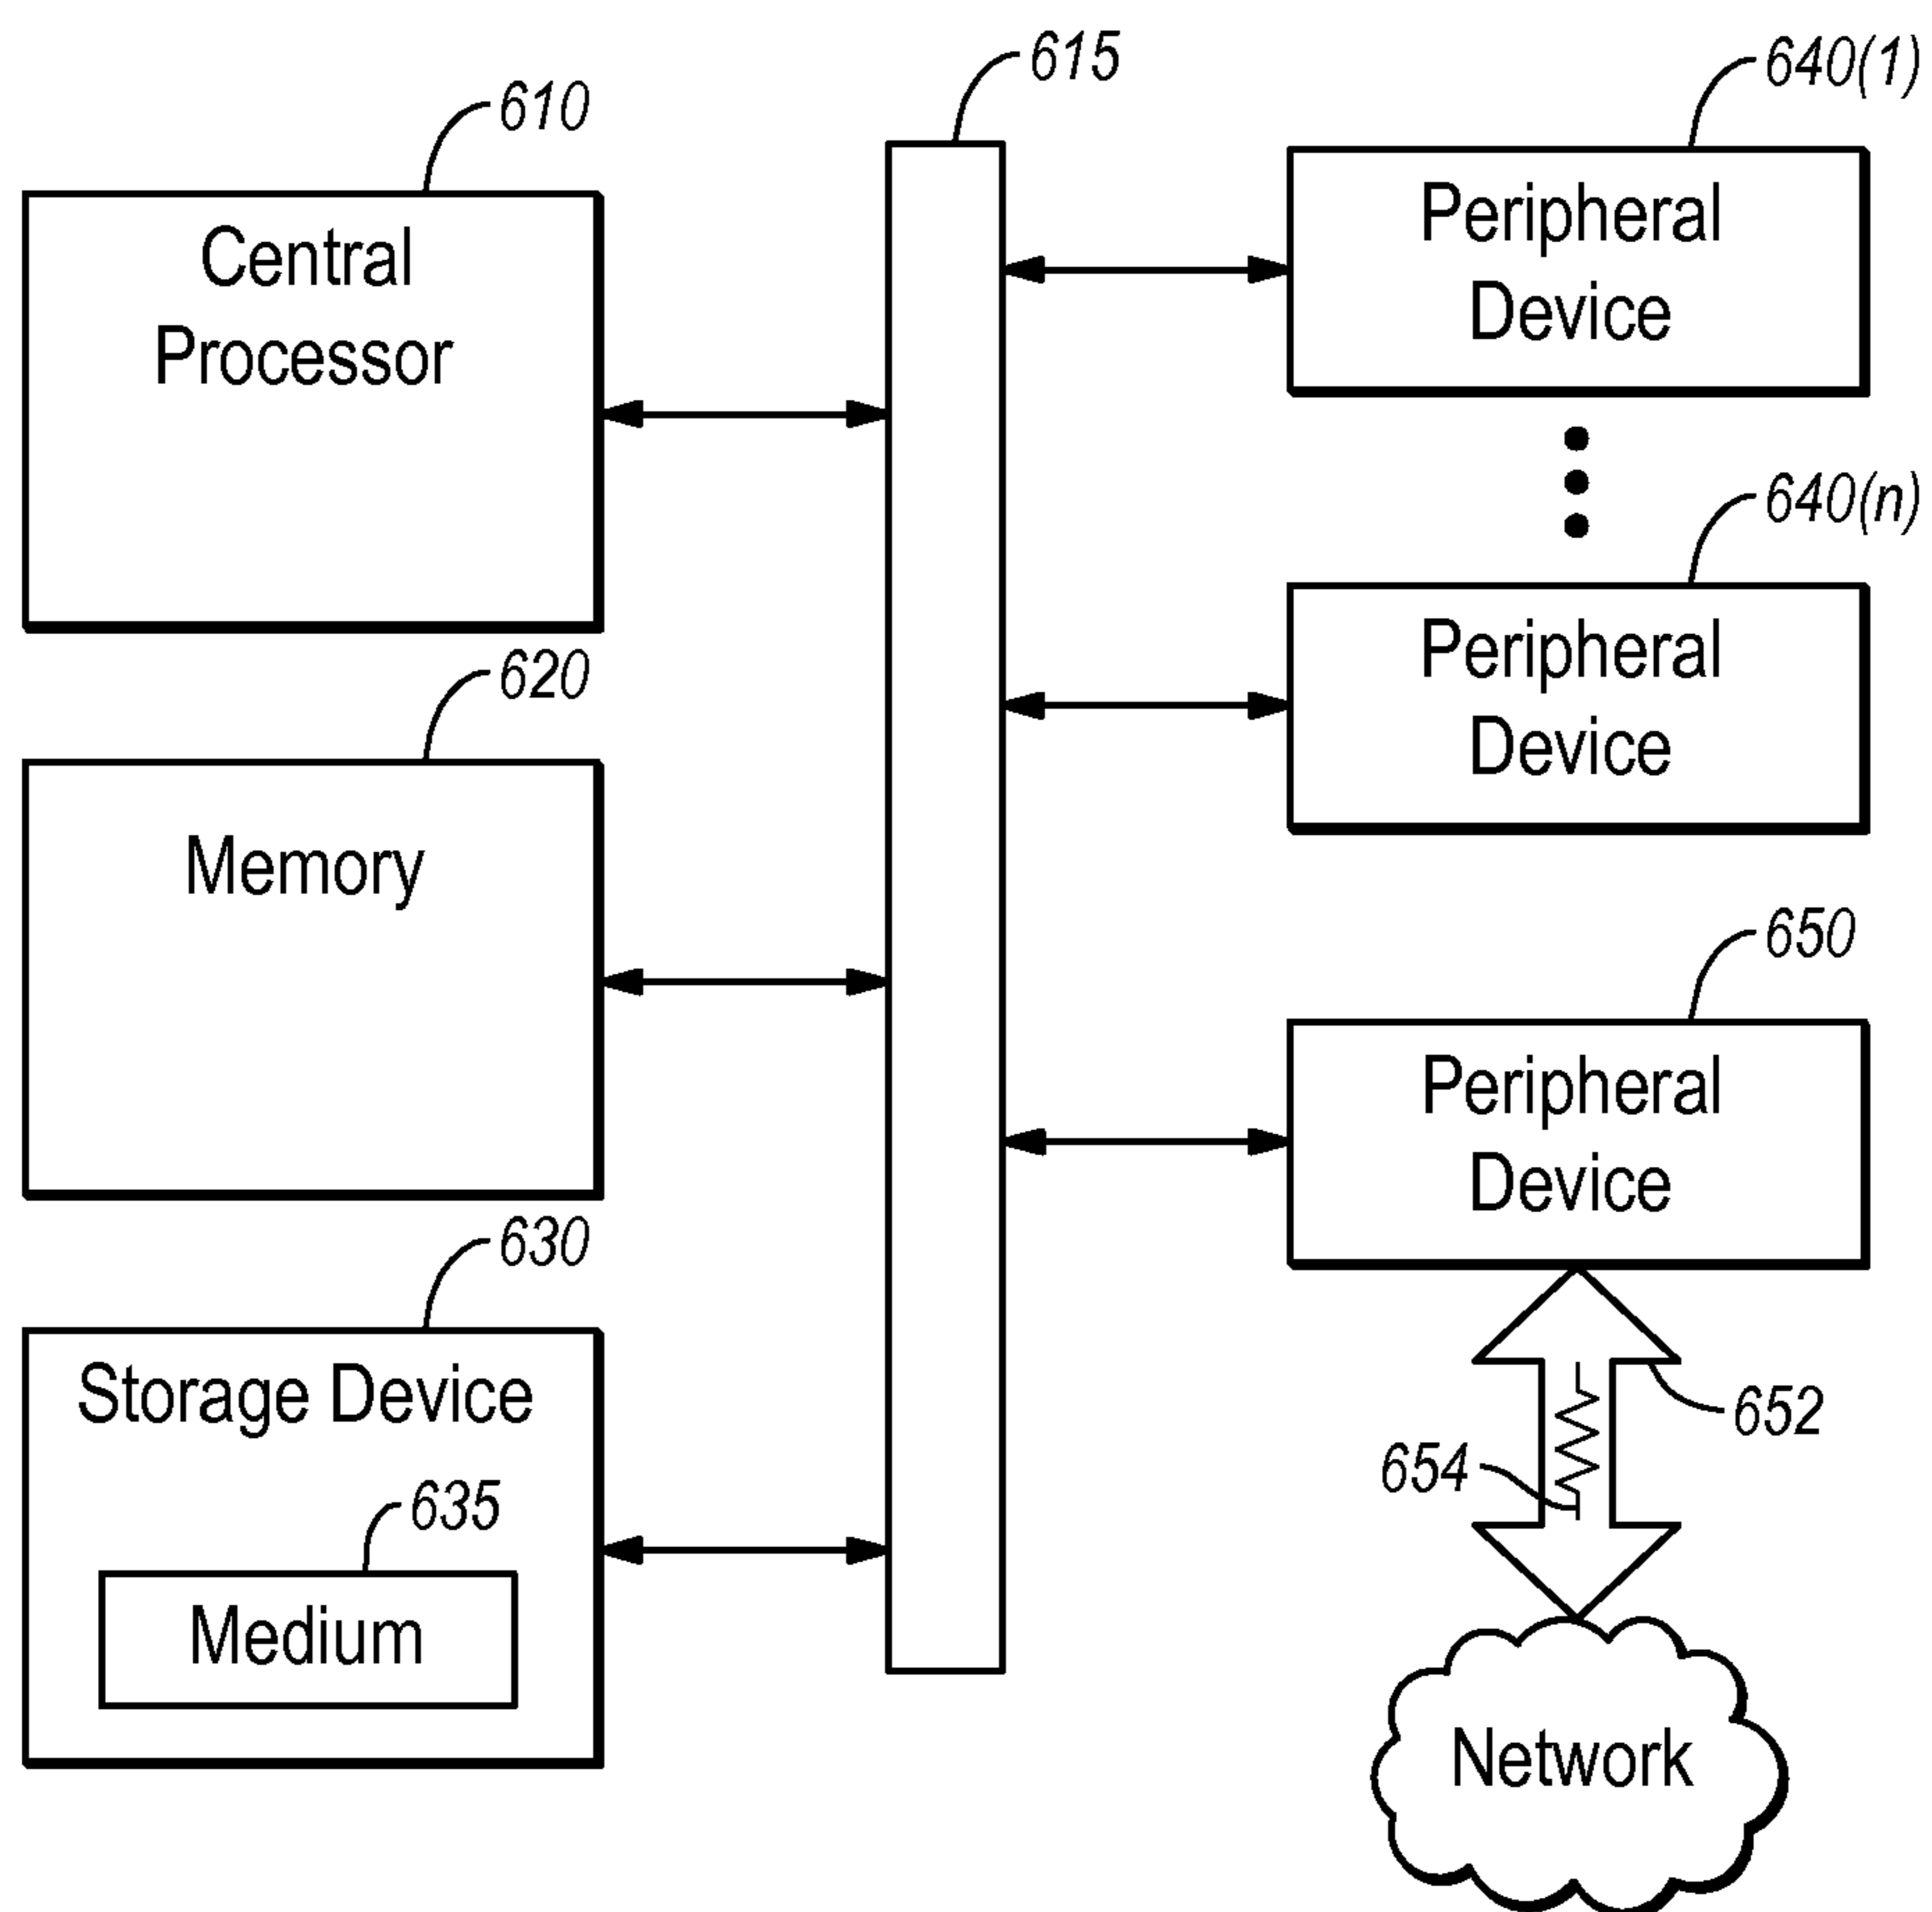 615
640(1)
610
Peripheral
Device
Central
Processor
640(n)
Peripheral
Device
620
Memory
650
Peripheral
Device
630
Storage Device
652
654
635
Medium
Network